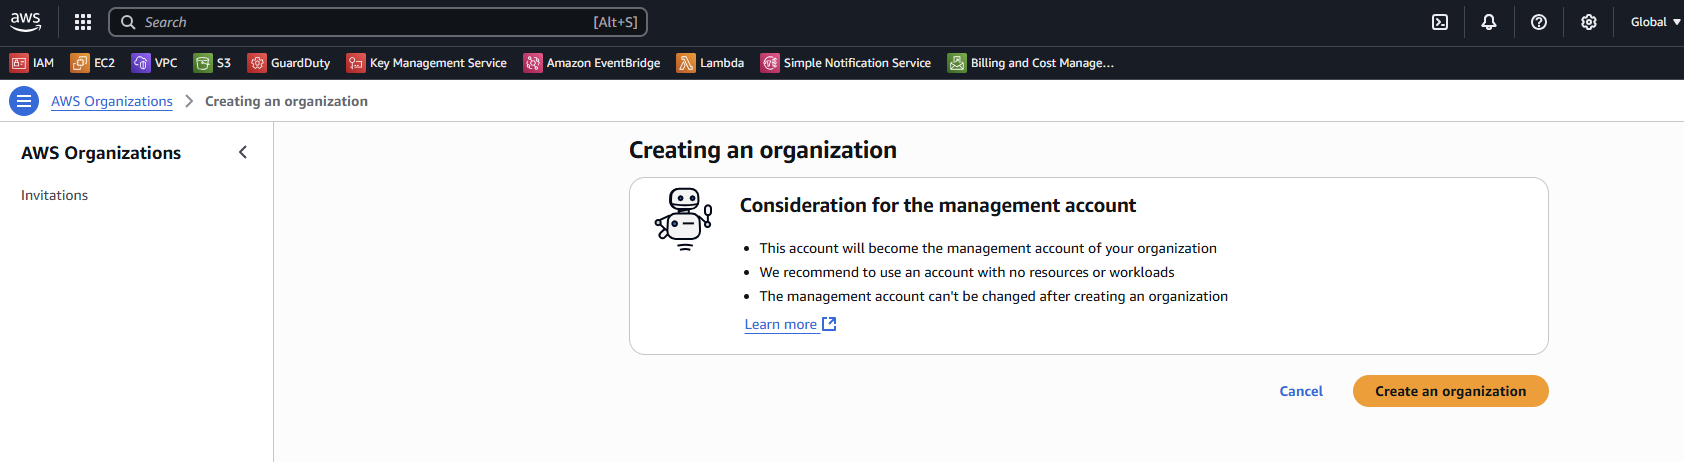 aws
Search [Alt+S]
Global
IAM EC2 VPC S3 GuardDuty Key Management Service Amazon EventBridge Lambda Simple Notification Service Billing and Cost Manage...
AWS Organizations Creating an organization
AWS Organizations
Invitations
Creating an organization
Consideration for the management account
• This account will become the management account of your organization
• We recommend to use an account with no resources or workloads
• The management account can't be changed after creating an organization
Learn more
Cancel Create an organization